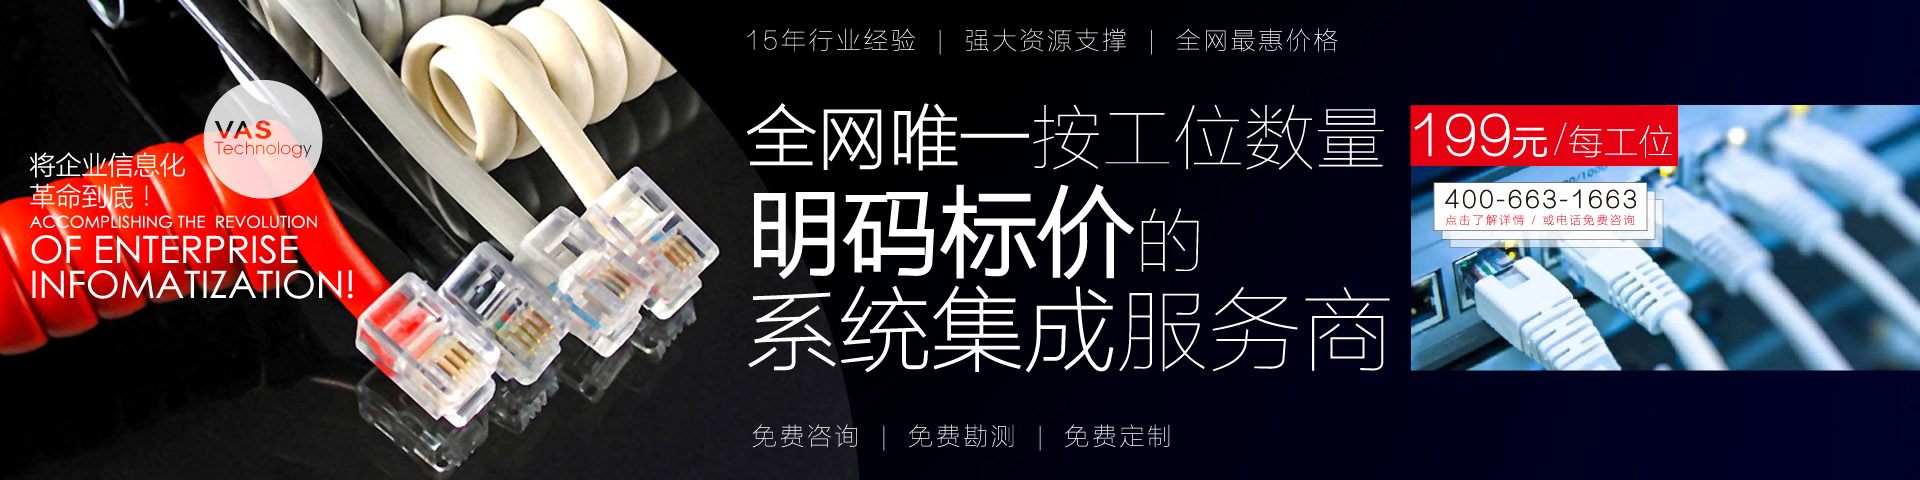 VAS
Technology
将企业信息化
革命到底！
ACCOMPLISHING THE REVOLUTION
OF ENTERPRISE
INFOMATIZATION!
15年行业经验 | 强大资源支撑 | 全网最惠价格
全网唯一按工位数量
明码标价的
系统集成服务商
免费咨询 | 免费勘测 | 免费定制
199元/每工位
400-663-1663
点击了解详情 / 或电话免费咨询